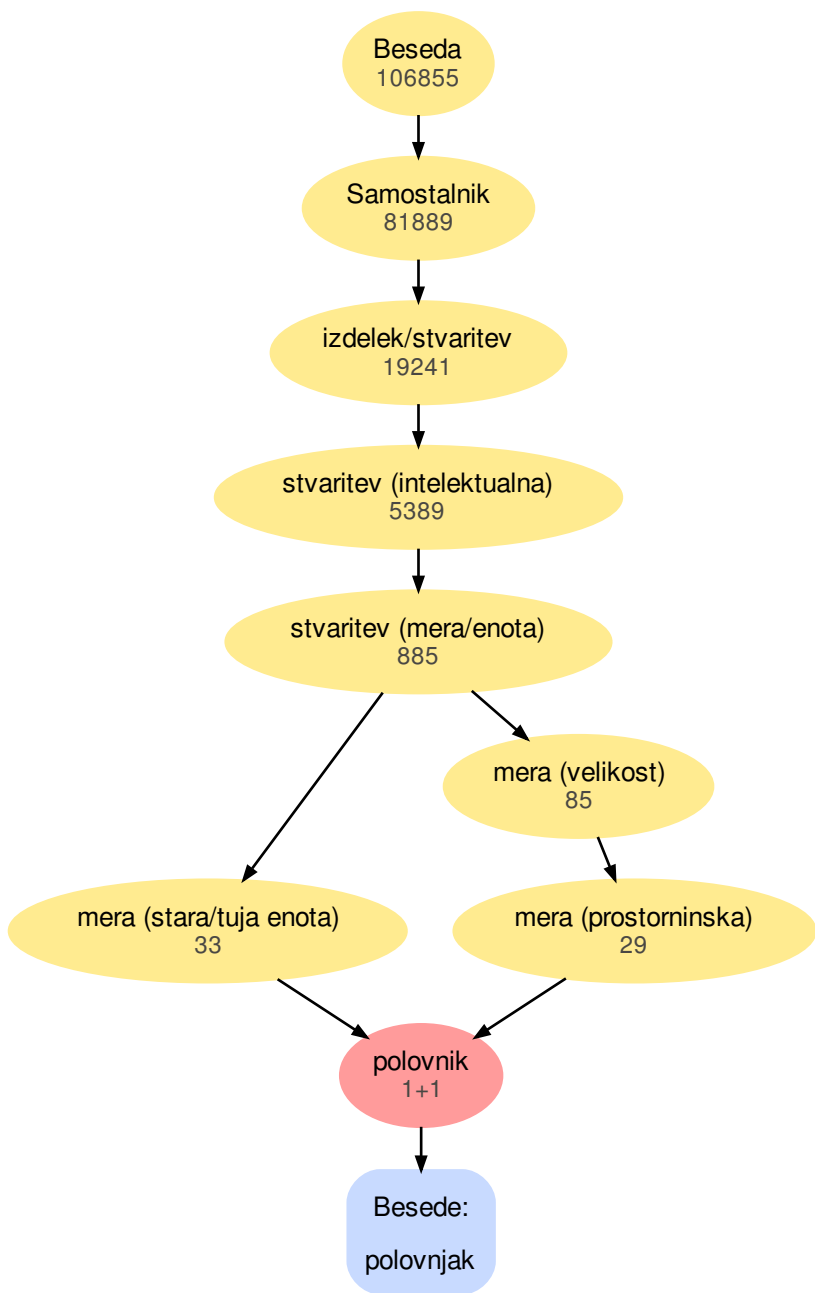 Beseda
106855
Samostalnik
81889
izdelek/stvaritev
19241
stvaritev (intelektualna)
5389
stvaritev (mera/enota)
885
mera (velikost)
85
mera (stara/tuja enota)
33
mera (prostorninska)
29
polovnik
1+1
Besede:
polovnjak